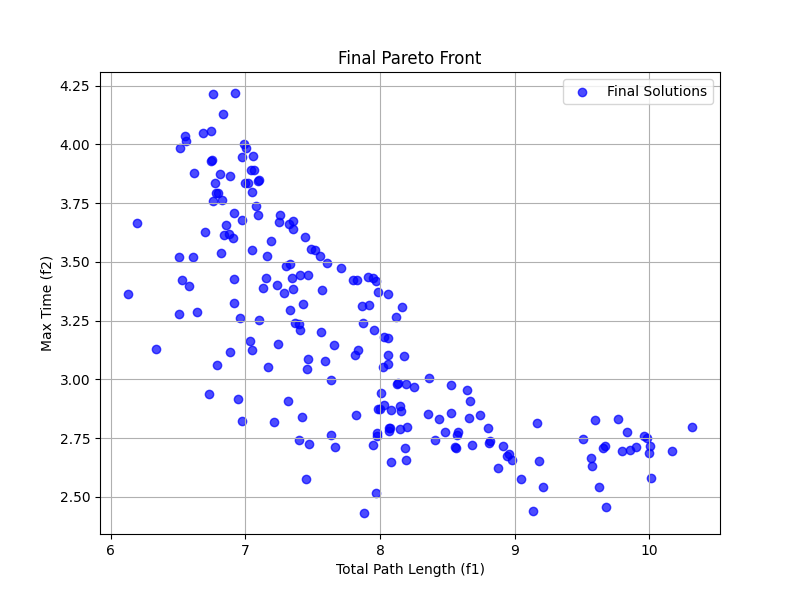 Final Pareto Front
Final Solutions
Max Time (f2)
4.25
4.00
3.75
3.50
3.25
3.00
2.75
2.50
6 7 8 9 10
Total Path Length (f1)